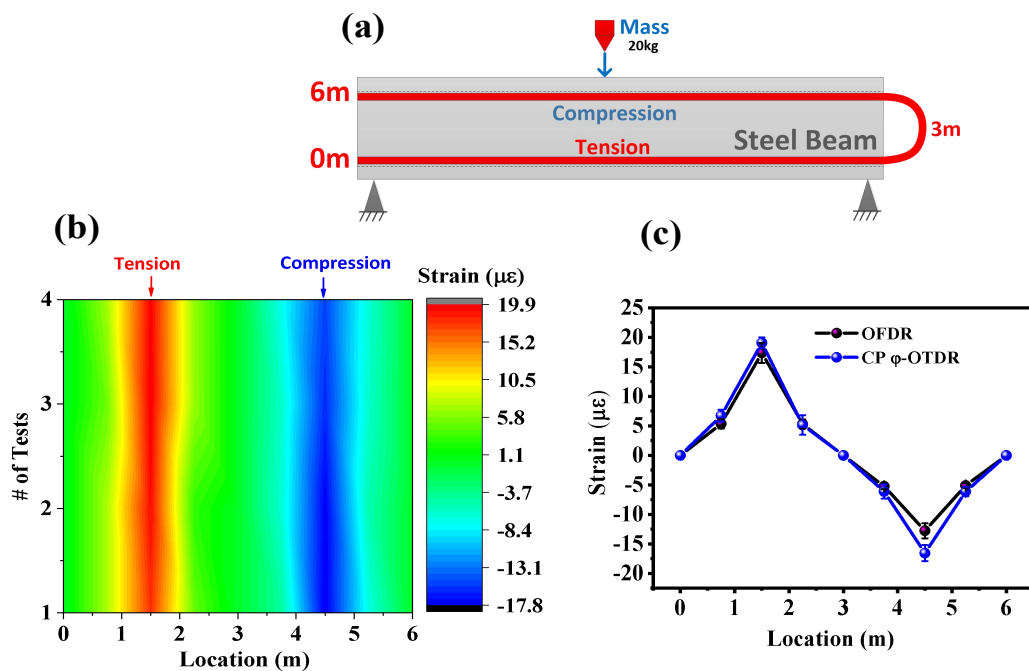 (a)
Mass
20kg
6m
Compression
3m
Tension
Steel Beam
0m
(b)
Tension
Compression
Strain (με)
4
3
2
1
# of Tests
0 1 2 3 4 5 6
Location (m)
19.9
15.2
10.5
5.8
1.1
-3.7
-8.4
-13.1
-17.8
(c)
OFDR
CP φ-OTDR
25
20
15
10
5
0
-5
-10
-15
-20
Strain (με)
0 1 2 3 4 5 6
Location (m)